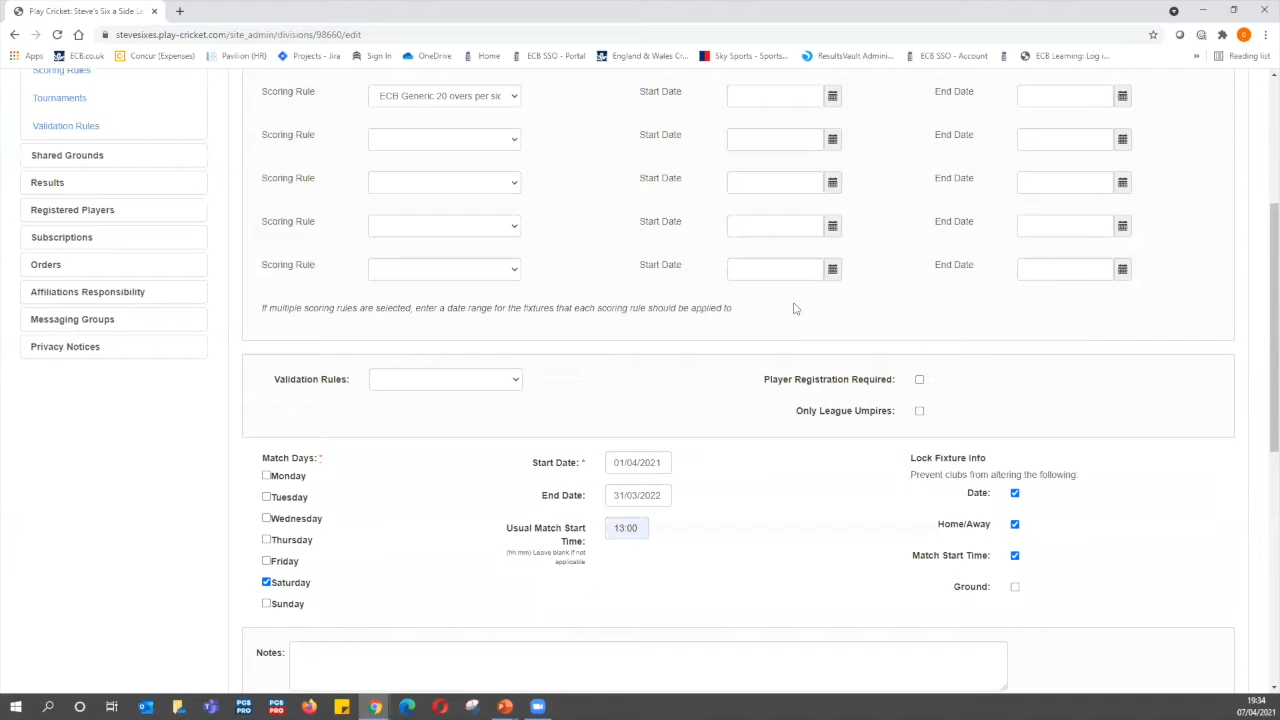 Play Cricket: Steve's Six a Side Le
stevesixes.play-cricket.com/site_admin/divisions/98660/edit
Apps ECB.co.uk Concur (Expenses) Pavilion (HR) Projects - Jira Sign In OneDrive Home ECB SSO - Portal England & Wales Cr... Sky Sports - Sports... ResultsVault Admini... ECB SSO - Account ECB Learning: Log i... » Reading list
Scoring Rules
Tournaments
Validation Rules
Shared Grounds
Results
Registered Players
Subscriptions
Orders
Affiliations Responsibility
Messaging Groups
Privacy Notices
Scoring Rule ECB Generic 20 overs per sic Start Date End Date
Scoring Rule Start Date End Date
Scoring Rule Start Date End Date
Scoring Rule Start Date End Date
Scoring Rule Start Date End Date
If multiple scoring rules are selected, enter a date range for the fixtures that each scoring rule should be applied to
Validation Rules: Player Registration Required:
Only League Umpires:
Match Days: *
Monday
Tuesday
Wednesday
Thursday
Friday
Saturday
Sunday
Start Date: * 01/04/2021
End Date: 31/03/2022
Usual Match Start 13:00
Time:
(hh:mm) Leave blank if not
applicable
Lock Fixture Info
Prevent clubs from altering the following:
Date:
Home/Away
Match Start Time:
Ground:
Notes:
PCS PRO PCS PRO
19:34
07/04/2021